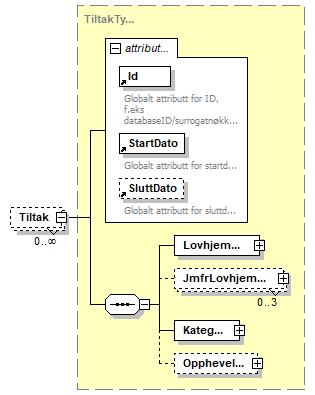 TiltakTy...
attribut...
Id
Globalt attributt for ID,
f.eks
databaseID/surrogatnøkk...
StartDato
Globalt attributt for startd...
SluttDato
Globalt attributt for sluttd...
Tiltak
0..∞
Lovhjem...
JmfrLovhjem...
0..3
Kateg...
Opphevel...